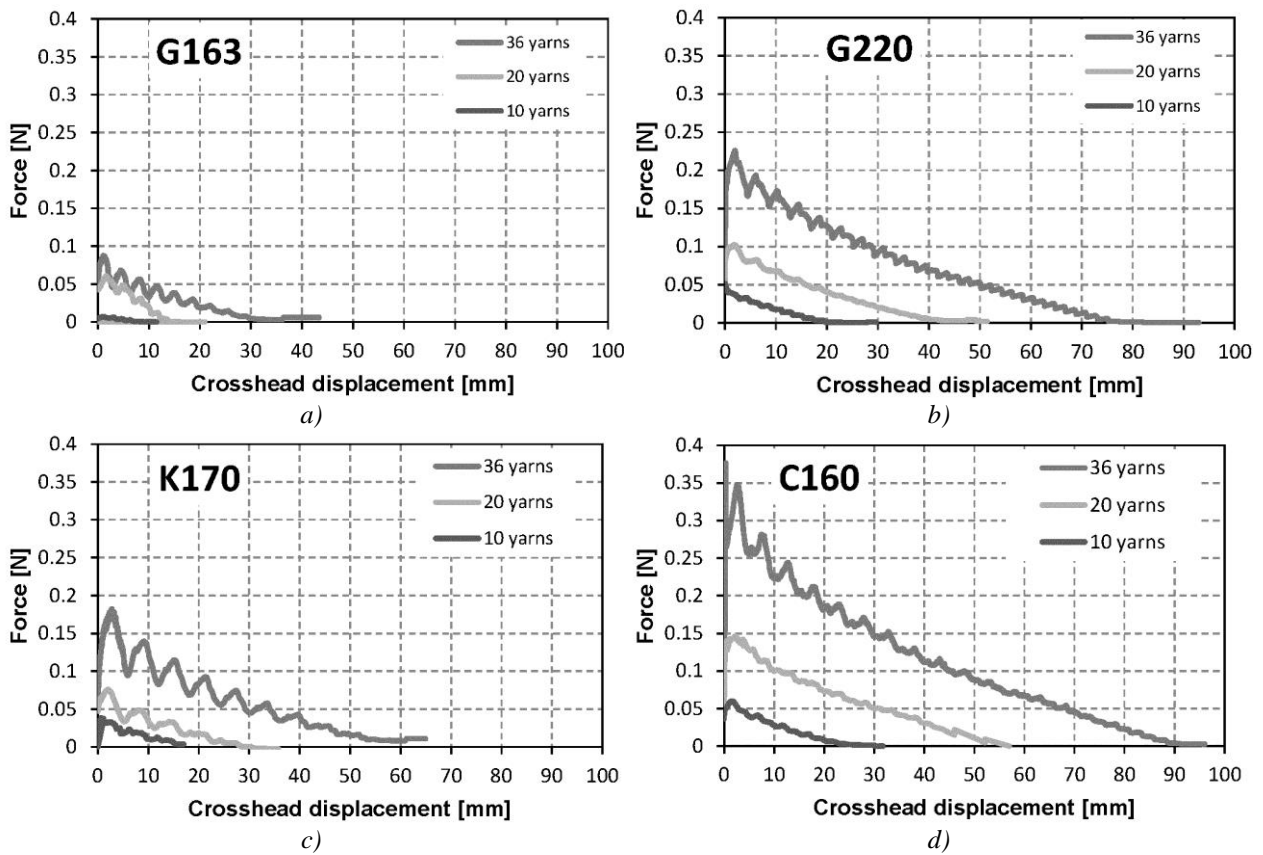 G163
36 yarns
20 yarns
10 yarns
Force [N]
0.4
0.35
0.3
0.25
0.2
0.15
0.1
0.05
0
0 10 20 30 40 50 60 70 80 90 100
Crosshead displacement [mm]
a)
G220
36 yarns
20 yarns
10 yarns
Force [N]
0.4
0.35
0.3
0.25
0.2
0.15
0.1
0.05
0
0 10 20 30 40 50 60 70 80 90 100
Crosshead displacement [mm]
b)
K170
36 yarns
20 yarns
10 yarns
Force [N]
0.4
0.35
0.3
0.25
0.2
0.15
0.1
0.05
0
0 10 20 30 40 50 60 70 80 90 100
Crosshead displacement [mm]
c)
C160
36 yarns
20 yarns
10 yarns
Force [N]
0.4
0.35
0.3
0.25
0.2
0.15
0.1
0.05
0
0 10 20 30 40 50 60 70 80 90 100
Crosshead displacement [mm]
d)